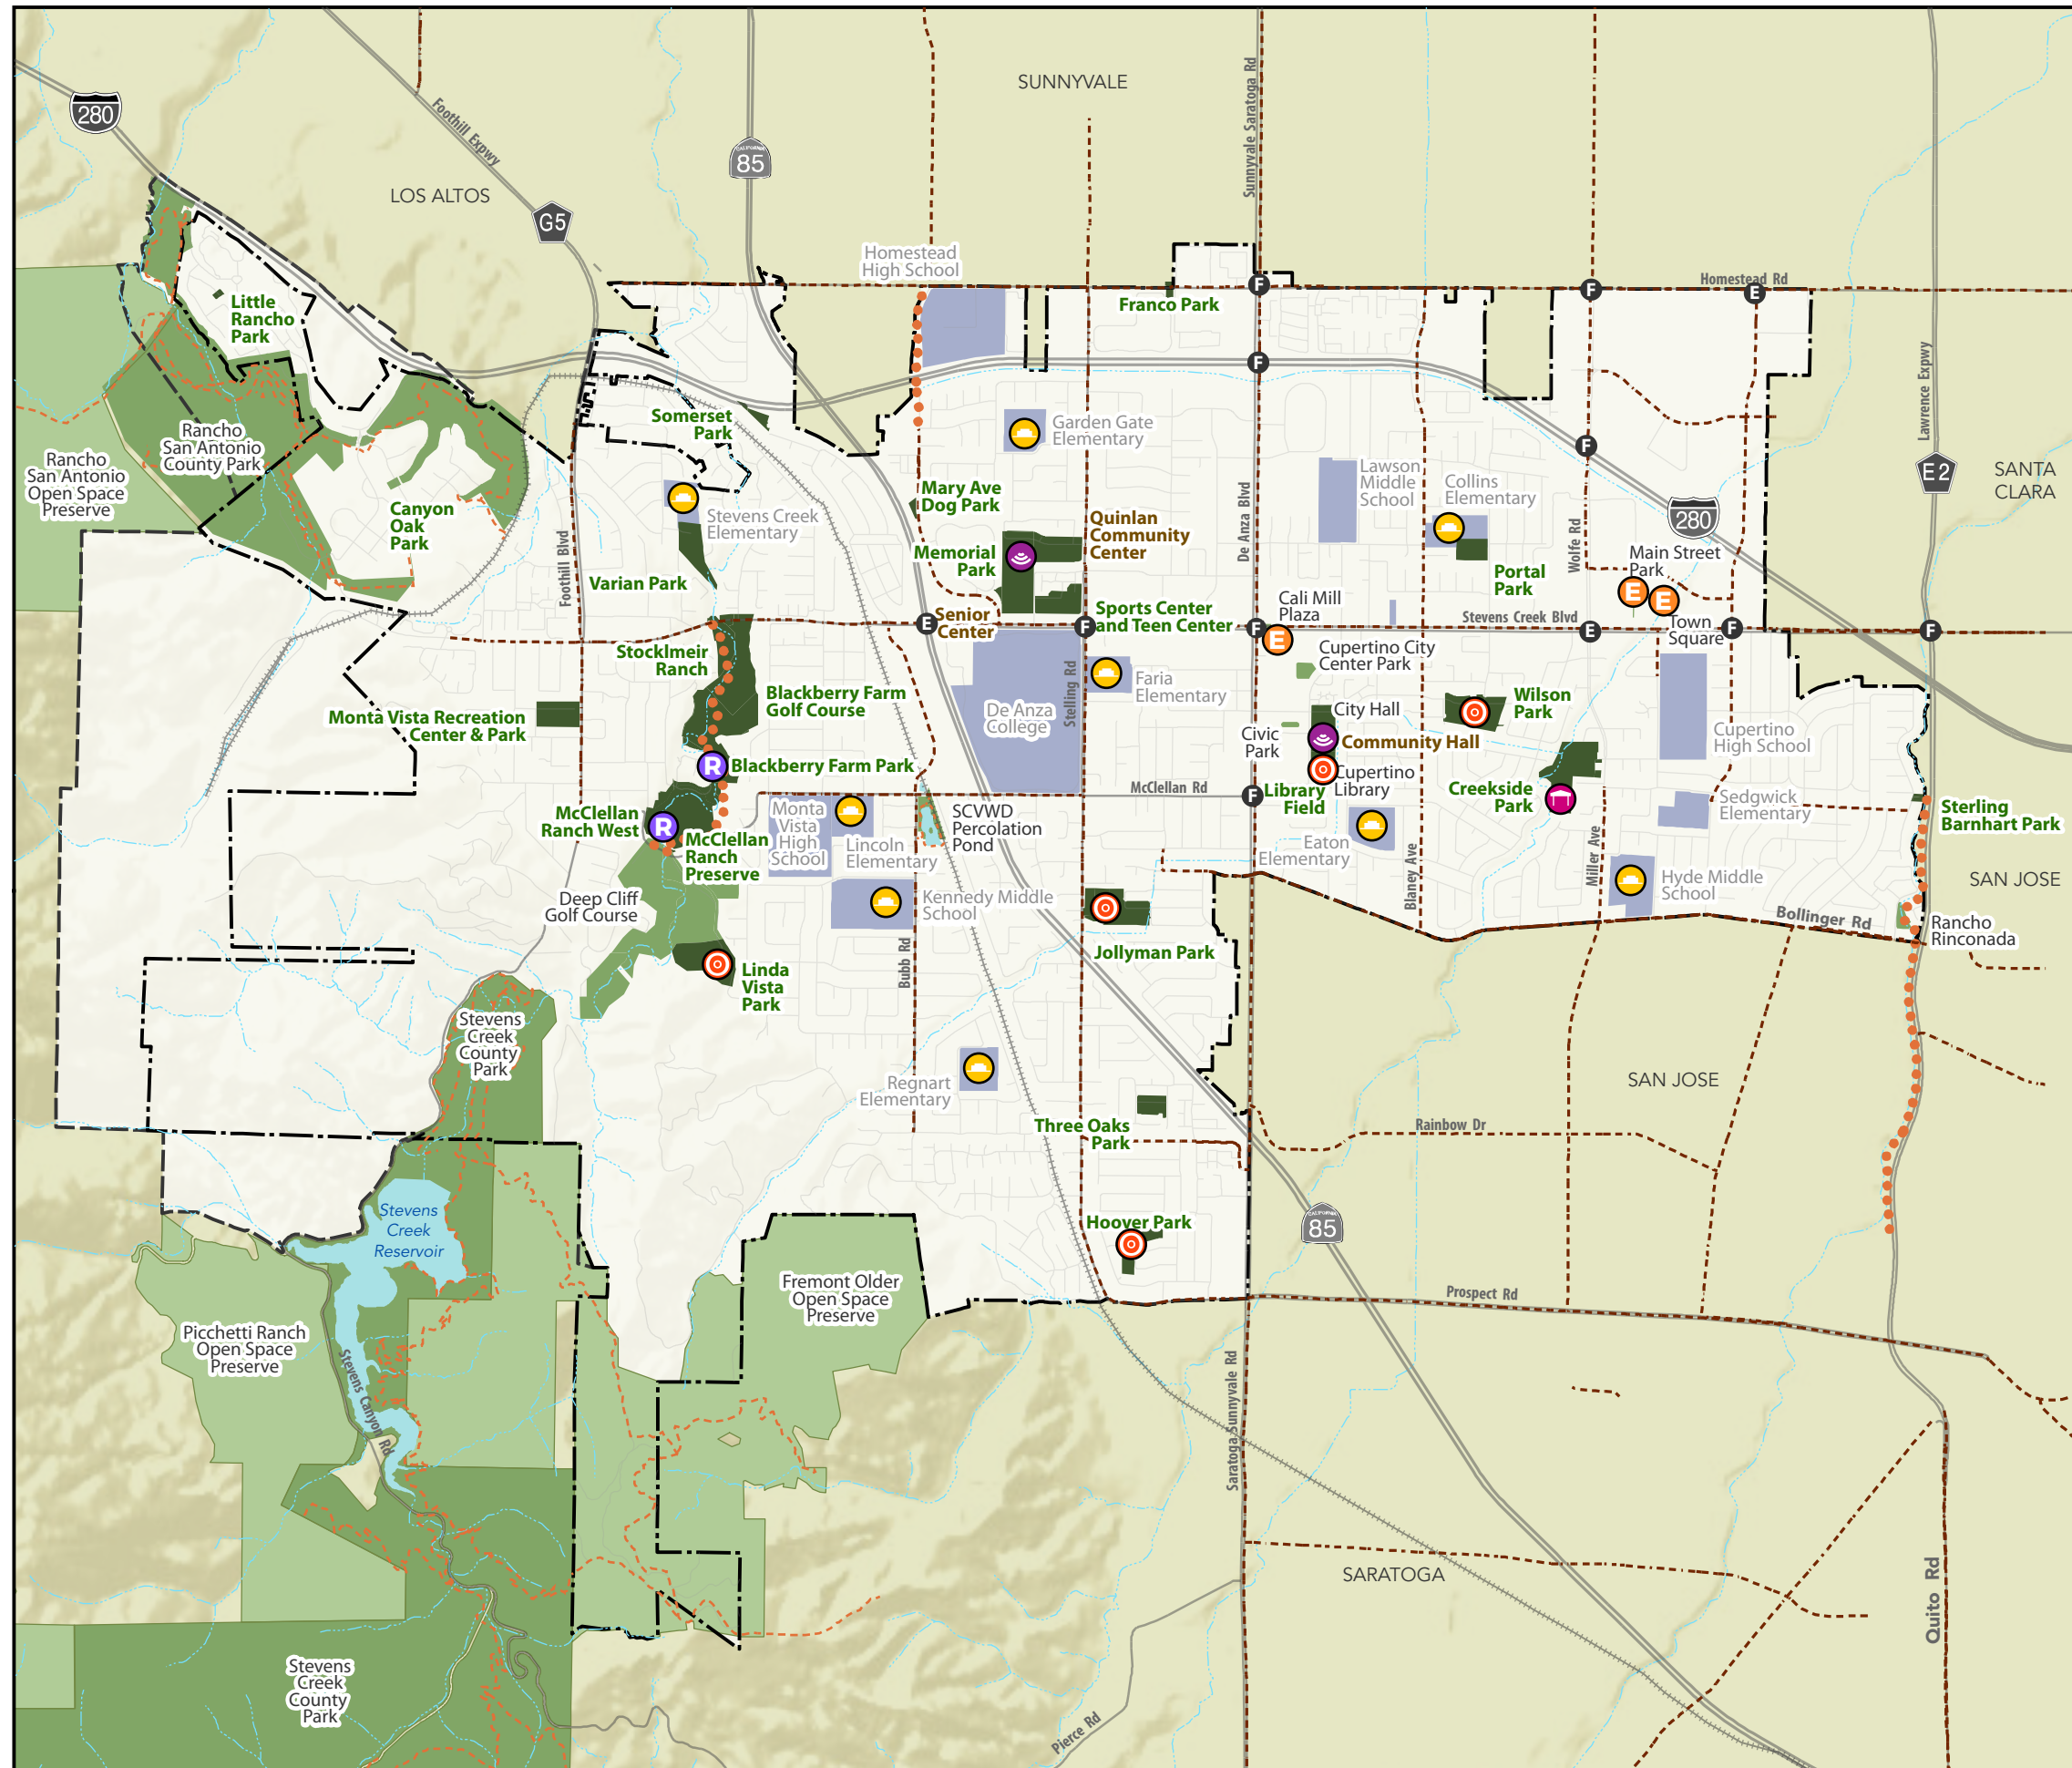 SUNNYVALE
280
Foothill Expwy
LOS ALTOS
G5
CALIFORNIA
85
Sunnyvale Saratoga Rd
Homestead
High School
Homestead Rd
F
F
E
Little
Rancho
Park
Franco Park
F
Lawrence Expwy
E2
SANTA
CLARA
Rancho
San Antonio
County Park
Rancho
San Antonio
Open Space
Preserve
Canyon
Oak
Park
Somerset
Park
Garden Gate
Elementary
F
Mary Ave
Dog Park
Lawson
Middle
School
Collins
Elementary
280
Stevens Creek
Elementary
Quinlan
Community
Center
De Anza Blvd
Wolfe Rd
Foothill Blvd
Memorial
Park
Main Street
Park
E
E
Varian Park
Portal
Park
Cali Mill
Plaza
Sports Center
and Teen Center
Senior
Center
E
F
F
E
Stevens Creek Blvd
E
Town
Square
F
F
Stocklmeir
Ranch
Cupertino City
Center Park
Faria
Elementary
Stelling Rd
Blackberry Farm
Golf Course
Monta Vista Recreation
Center & Park
De Anza
College
City Hall
Civic
Park
Community Hall
Wilson
Park
Cupertino
High School
R
Blackberry Farm Park
McClellan Rd
F
Library
Field
Cupertino
Library
Creekside
Park
Sedgwick
Elementary
Sterling
Barnhart Park
McClellan
Ranch West
R
McClellan
Ranch
Preserve
Monta
Vista
High
School
Lincoln
Elementary
SCVWD
Percolation
Pond
Eaton
Elementary
Blaney Ave
Miller Ave
Hyde Middle
School
SAN JOSE
Deep Cliff
Golf Course
Kennedy Middle
School
Bollinger Rd
Rancho
Rinconada
Jollyman Park
Bubb Rd
Linda
Vista
Park
Stevens
Creek
County
Park
Regnart
Elementary
SAN JOSE
Three Oaks
Park
Rainbow Dr
Stevens
Creek
Reservoir
Hoover Park
CALIFORNIA
85
Fremont Older
Open Space
Preserve
Prospect Rd
Picchetti Ranch
Open Space
Preserve
Stevens Canyon Rd
Saratoga Sunnyvale Rd
SARATOGA
Quito Rd
Stevens
Creek
County
Park
Pierce Rd